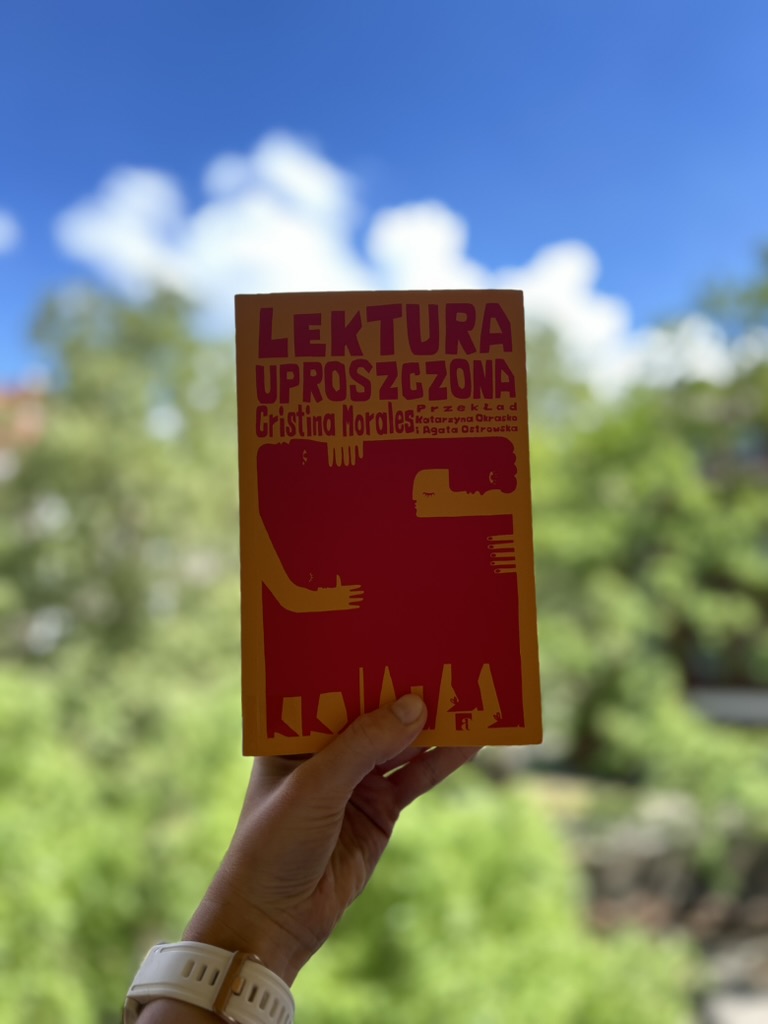 LEKTURA
UPROSZCZONA
Cristina Morales
Przekład
Katarzyna Okrasko
i Agata Ostrowska
a